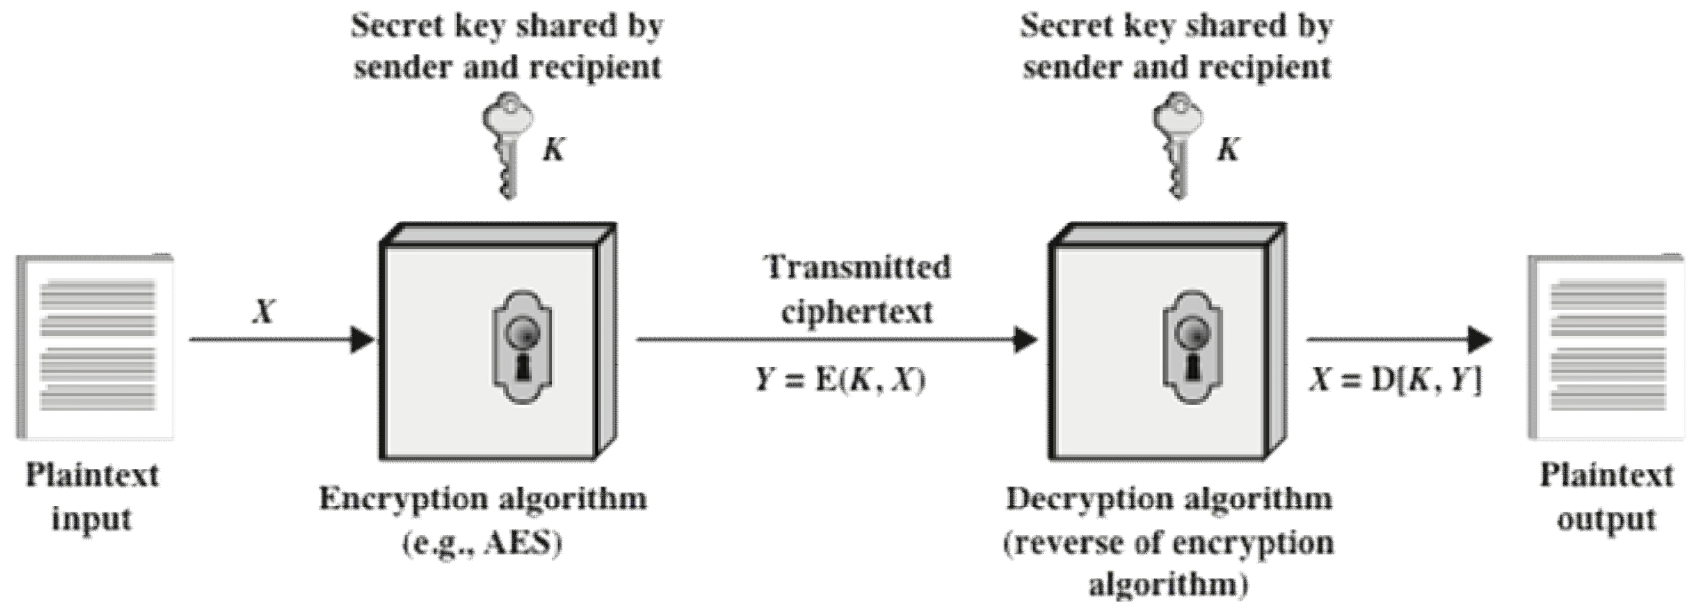 Secret key shared by
sender and recipient
K
Secret key shared by
sender and recipient
K
X
Transmitted
ciphertext
Y = E(K, X)
X = D[K, Y]
Plaintext
input
Encryption algorithm
(e.g., AES)
Decryption algorithm
(reverse of encryption
algorithm)
Plaintext
output